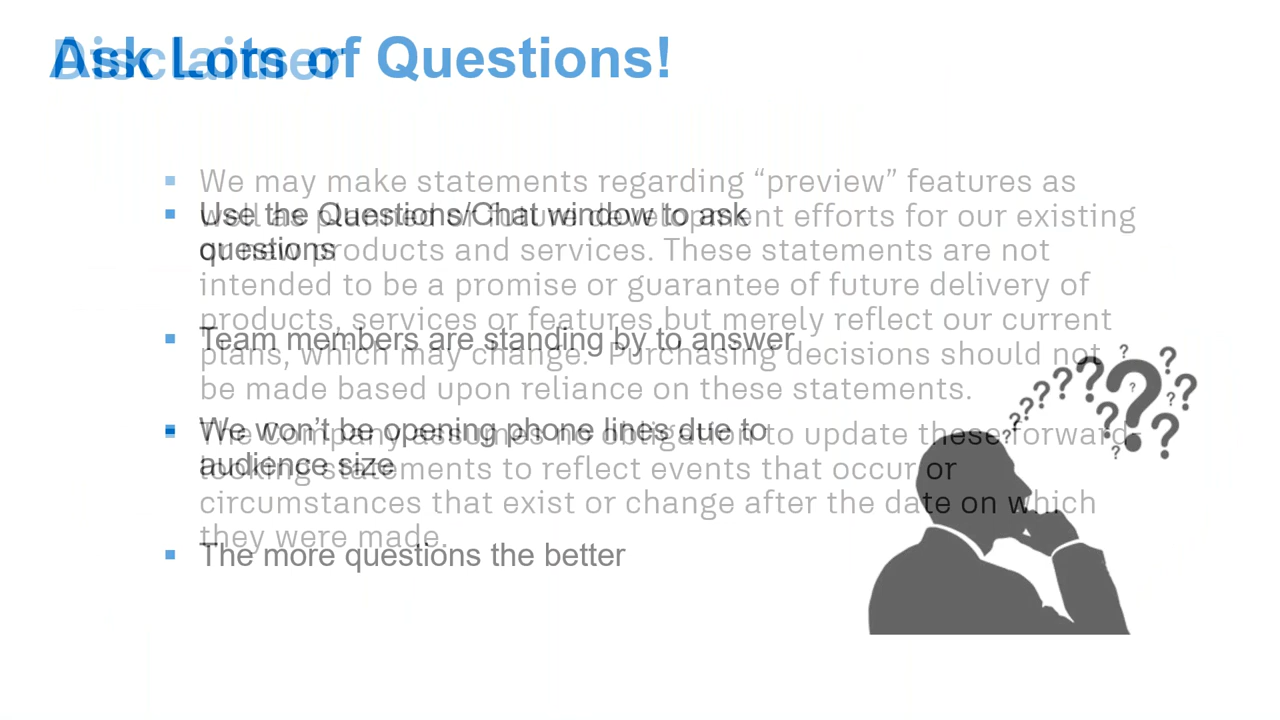 Ask Lots of Questions!
Disclaimer
Use the Questions/Chat window to ask
questions
Team members are standing by to answer
We won't be opening phone lines due to
audience size
The more questions the better
We may make statements regarding “preview” features as
well as planned or future development efforts for our existing
or new products and services. These statements are not
intended to be a promise or guarantee of future delivery of
products, services or features but merely reflect our current
plans, which may change. Purchasing decisions should not
be made based upon reliance on these statements.
The Company assumes no obligation to update these forward-
looking statements to reflect events that occur or
circumstances that exist or change after the date on which
they were made.